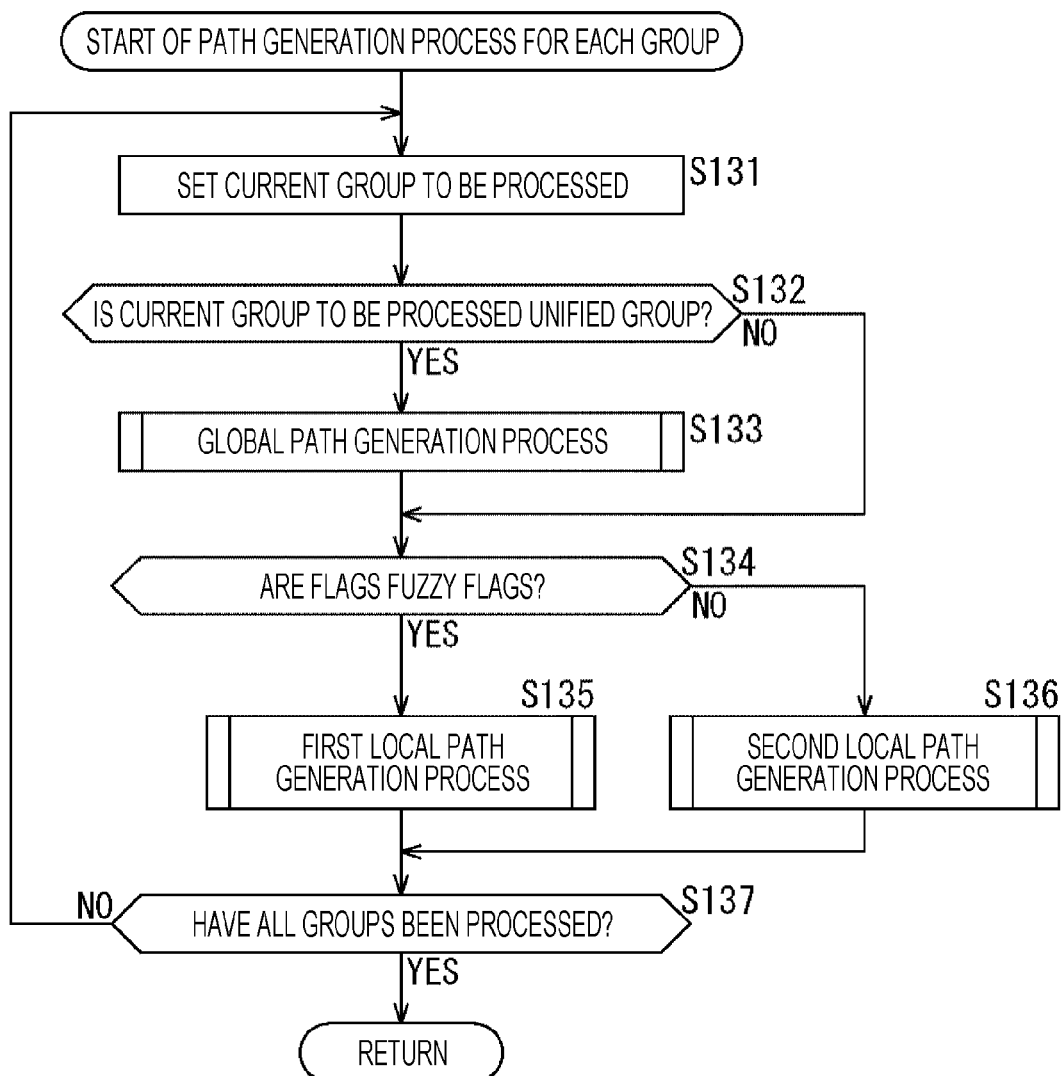 START OF PATH GENERATION PROCESS FOR EACH GROUP
SET CURRENT GROUP TO BE PROCESSED
S131
IS CURRENT GROUP TO BE PROCESSED UNIFIED GROUP?
S132
NO
YES
GLOBAL PATH GENERATION PROCESS
S133
ARE FLAGS FUZZY FLAGS?
S134
NO
YES
S135
FIRST LOCAL PATH
GENERATION PROCESS
S136
SECOND LOCAL PATH
GENERATION PROCESS
NO
HAVE ALL GROUPS BEEN PROCESSED?
S137
YES
RETURN